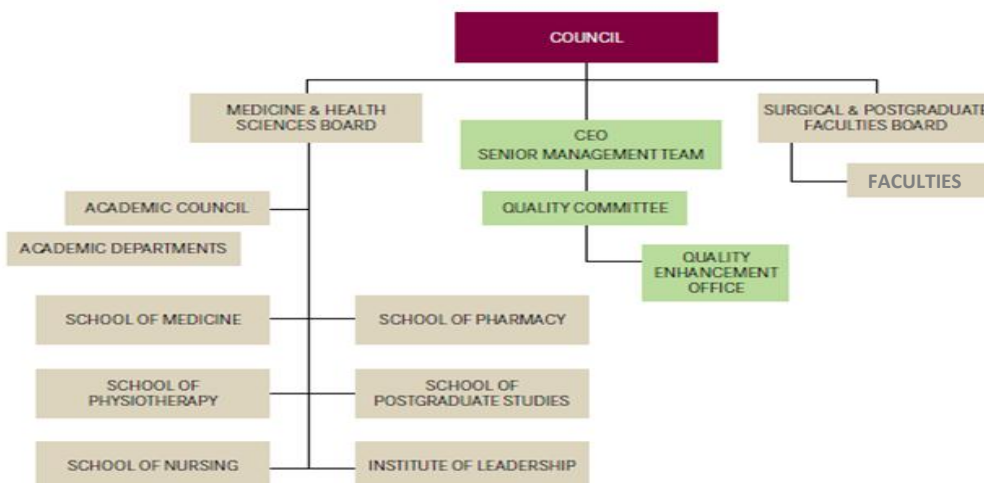 COUNCIL
MEDICINE & HEALTH
SCIENCES BOARD
CEO
SENIOR MANAGEMENT TEAM
SURGICAL & POSTGRADUATE
FACULTIES BOARD
FACULTIES
ACADEMIC COUNCIL
QUALITY COMMITTEE
ACADEMIC DEPARTMENTS
QUALITY
ENHANCEMENT
OFFICE
SCHOOL OF MEDICINE
SCHOOL OF PHARMACY
SCHOOL OF
PHYSIOTHERAPY
SCHOOL OF
POSTGRADUATE STUDIES
SCHOOL OF NURSING
INSTITUTE OF LEADERSHIP